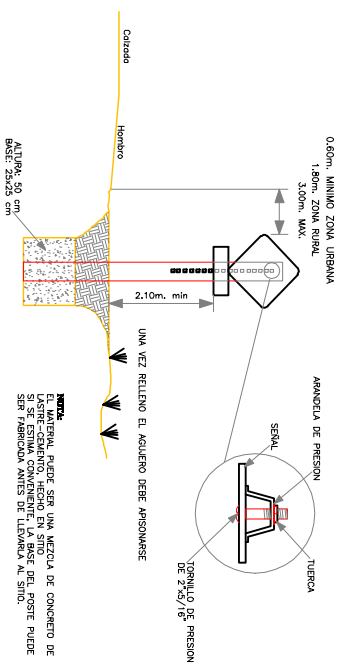 0.60m. MINIMO ZONA URBANA
1.80m. ZONA RURAL
3.00m. MAX.
Calzada
Hombro
2.10m. min
ALTURA: 50 cm
BASE: 25x25 cm
UNA VEZ RELLENO EL AGUJERO DEBE APISONARSE
ARANDELA DE PRESION
SEÑAL
TUERCA
TORNILLO DE PRESION
DE 2"x5/16"
NOTA:
EL MATERIAL PUEDE SER UNA MEZCLA DE CONCRETO DE
LASTRE-CEMENTO, HECHO EN SITIO
SI SE ESTIMA CONVENIENTE, LA BASE DEL POSTE PUEDE
SER FABRICADA ANTES DE LLEVARLA AL SITIO.